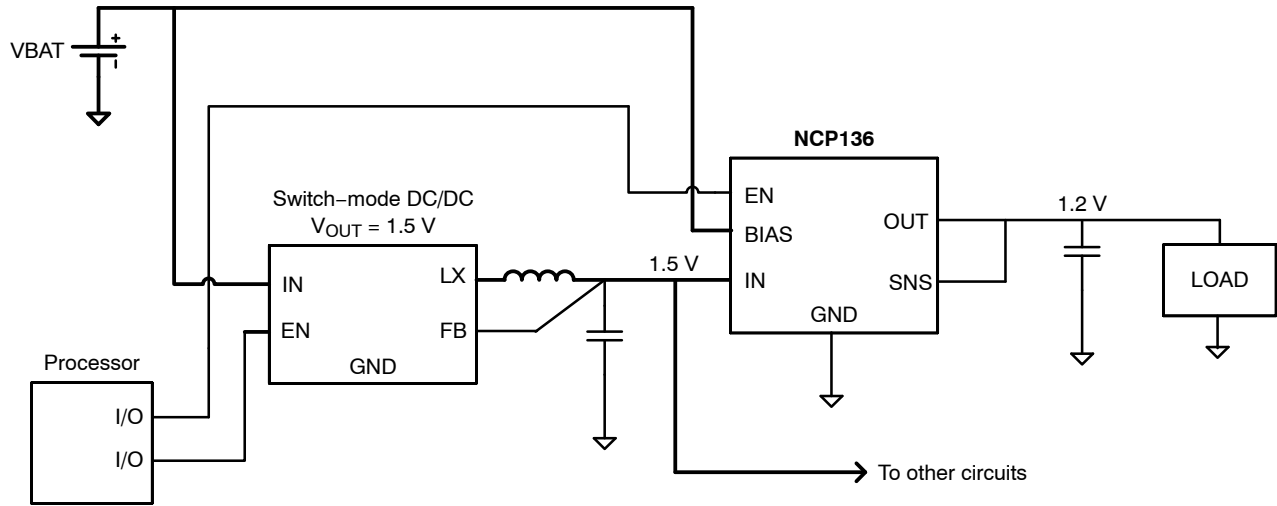 VBAT
+
NCP136
Switch−mode DC/DC
VOUT = 1.5 V
EN
BIAS
IN
GND
OUT
SNS
1.2 V
LOAD
1.5 V
IN
EN
GND
LX
FB
Processor
I/O
I/O
To other circuits